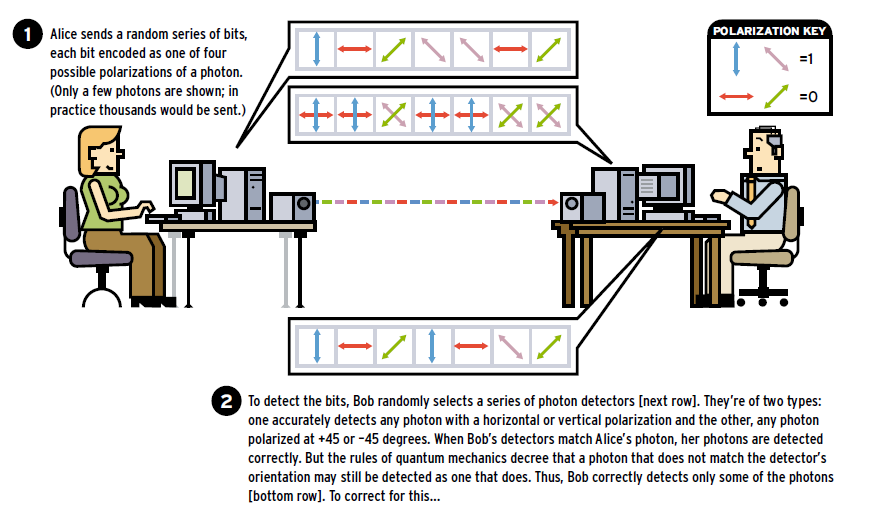 1 Alice sends a random series of bits,
each bit encoded as one of four
possible polarizations of a photon.
(Only a few photons are shown; in
practice thousands would be sent.)
POLARIZATION KEY
=1
=0
2 To detect the bits, Bob randomly selects a series of photon detectors [next row]. They’re of two types:
one accurately detects any photon with a horizontal or vertical polarization and the other, any photon
polarized at +45 or –45 degrees. When Bob’s detectors match Alice’s photon, her photons are detected
correctly. But the rules of quantum mechanics decree that a photon that does not match the detector’s
orientation may still be detected as one that does. Thus, Bob correctly detects only some of the photons
[bottom row]. To correct for this...